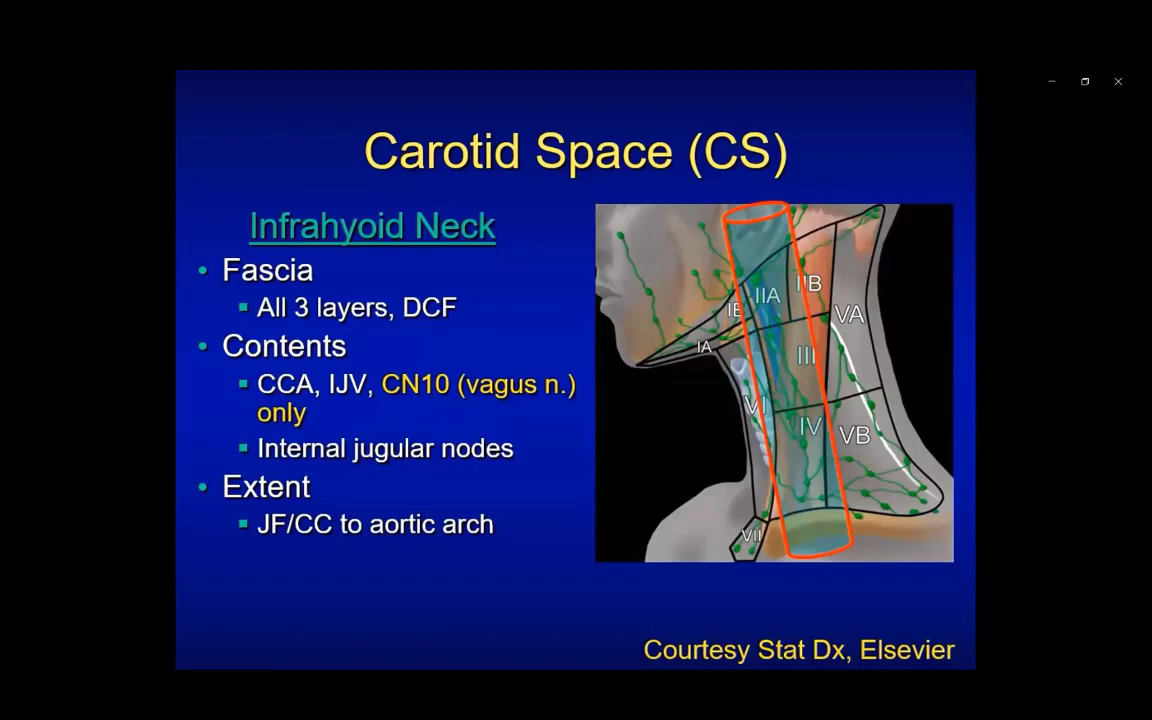 Carotid Space (CS)
Infrahyoid Neck
• Fascia
▪ All 3 layers, DCF
• Contents
▪ CCA, IJV, CN10 (vagus n.)
only
▪ Internal jugular nodes
• Extent
▪ JF/CC to aortic arch
IA
IB
IIA
IIB
III
IV
VA
VB
VI
VII
Courtesy Stat Dx, Elsevier